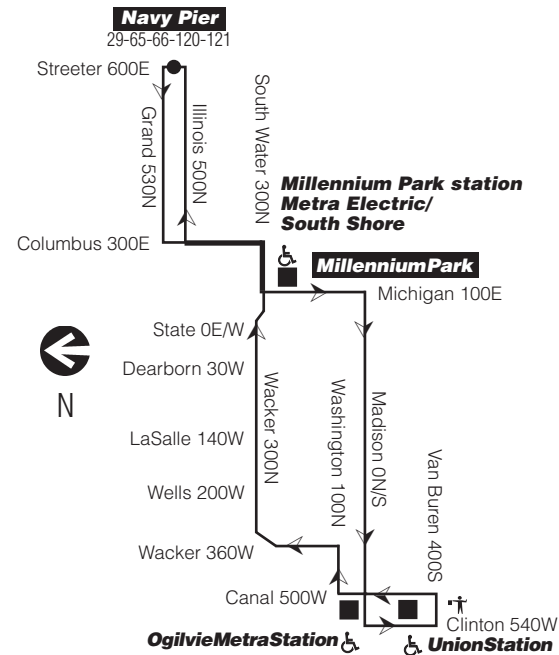 Navy Pier
29-65-66-120-121
Streeter 600E
Grand 530N
Illinois 500N
South Water 300N
Millennium Park station
Metra Electric/
South Shore
Columbus 300E
MillenniumPark
Michigan 100E
State 0E/W
Dearborn 30W
N
Wacker 300N
Washington 100N
Madison 0N/S
LaSalle 140W
Van Buren 400S
Wells 200W
Wacker 360W
Canal 500W
Clinton 540W
OgilvieMetraStation
UnionStation